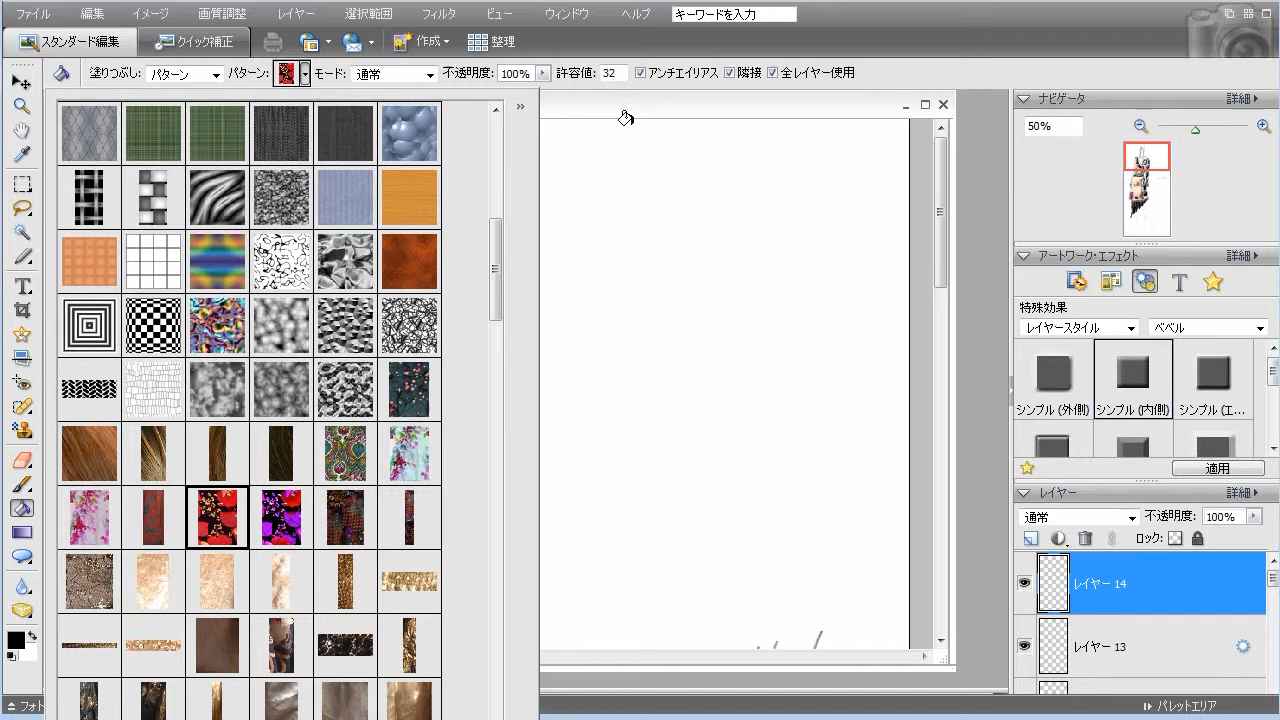 ファイル 編集 イメージ 画質調整 レイヤー 選択範囲 フィルタ ビュー ウィンドウ ヘルプ キーワードを入力
スタンダード編集 クイック補正 作成 整理
塗りつぶし: パターン パターン: モード: 通常 不透明度: 100% 許容値: 32 アンチエイリアス 隣接 全レイヤー使用
ナビゲータ 詳細
50%
アートワーク・エフェクト 詳細
特殊効果
レイヤースタイル ベベル
シンプル (外側) シンプル (内側) シンプル (エ...
適用
レイヤー 詳細
通常 不透明度: 100%
ロック:
レイヤー 14
レイヤー 13
フォト
パレットエリア